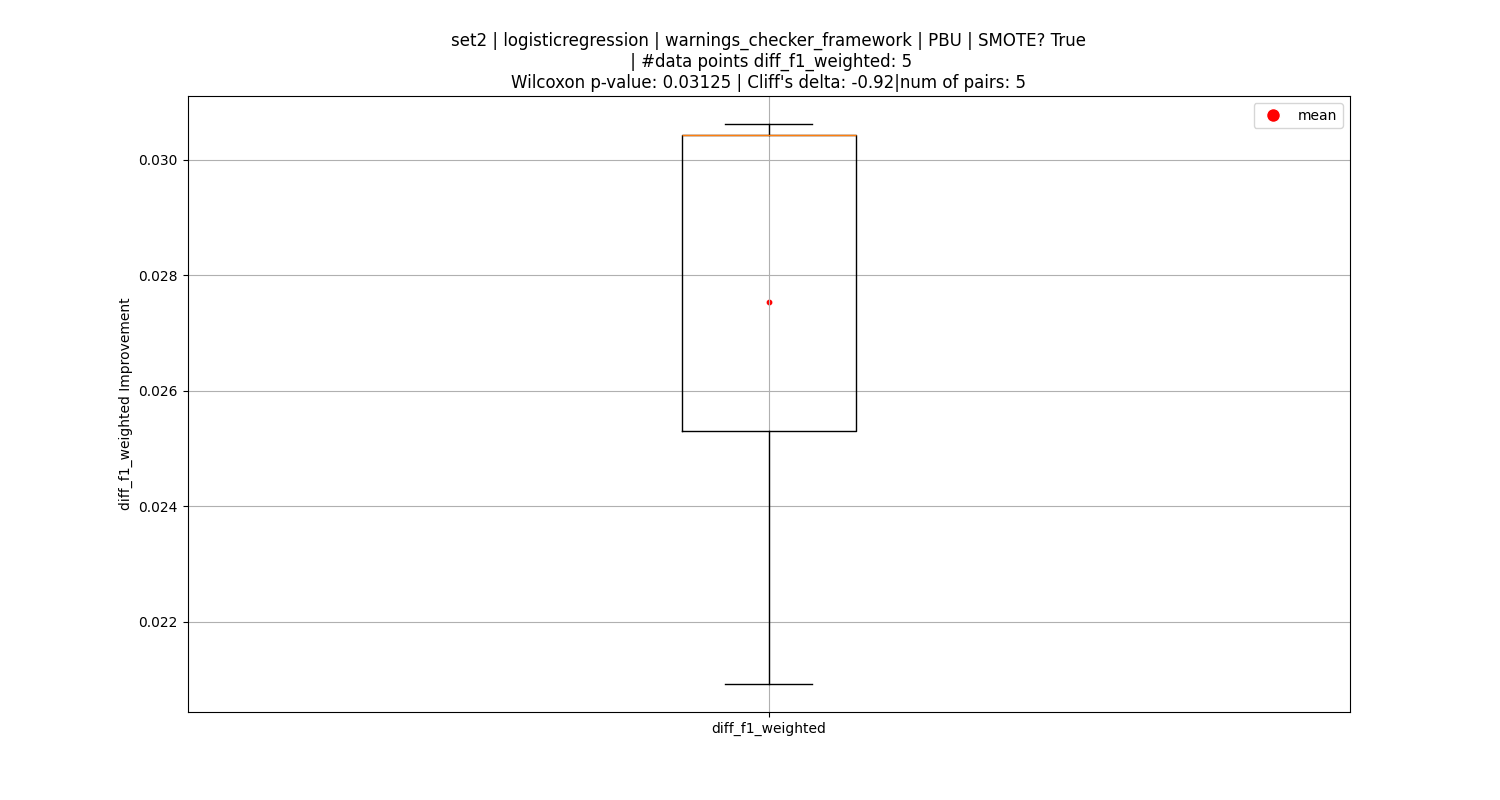 set2 | logisticregression | warnings_checker_framework | PBU | SMOTE? True
| #data points diff_f1_weighted: 5
Wilcoxon p-value: 0.03125 | Cliff's delta: -0.92|num of pairs: 5
mean
0.030
0.028
0.026
0.024
0.022
diff_f1_weighted Improvement
diff_f1_weighted